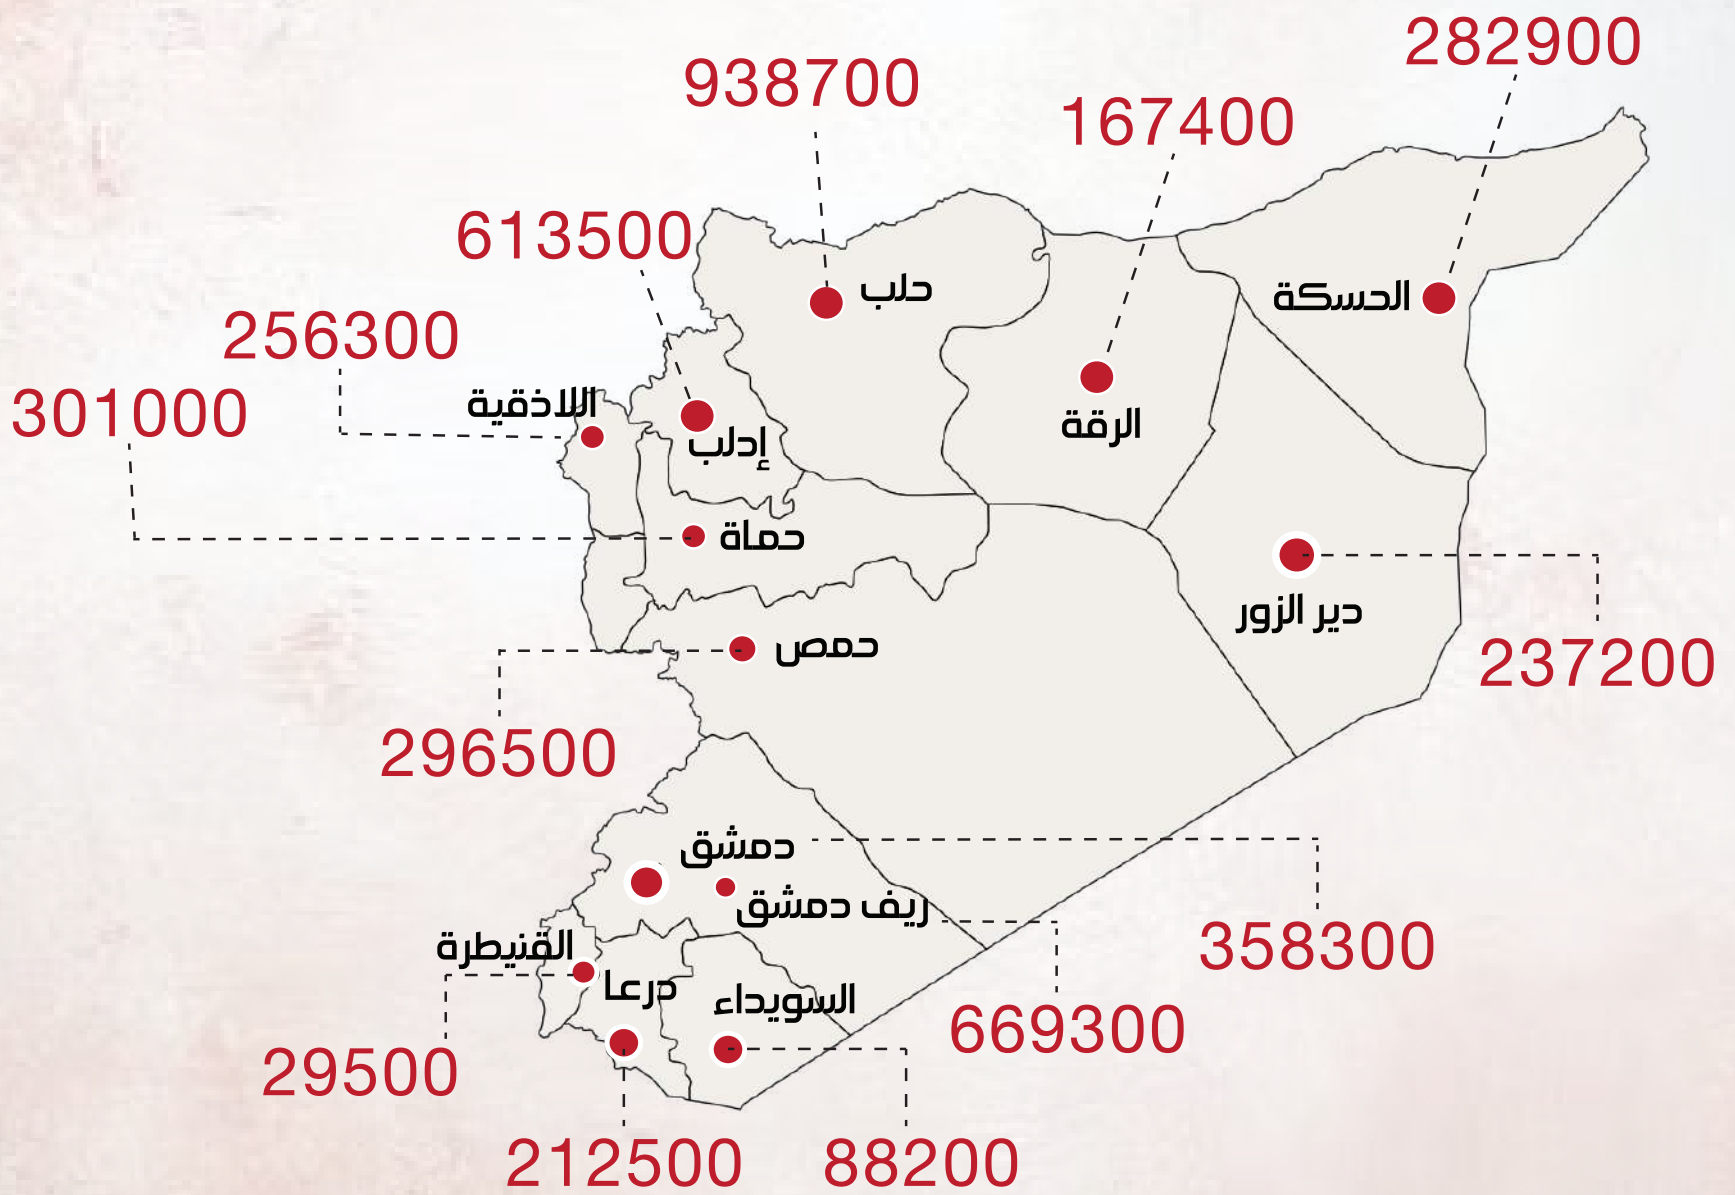 282900
938700
167400
613500
حلب
الحسكة
256300
اللاذقية
301000
الرقة
إدلب
حماة
دير الزور
حمص
237200
296500
دمشق
ريف دمشق
358300
القنيطرة
درعا
السويداء
669300
29500
212500
88200